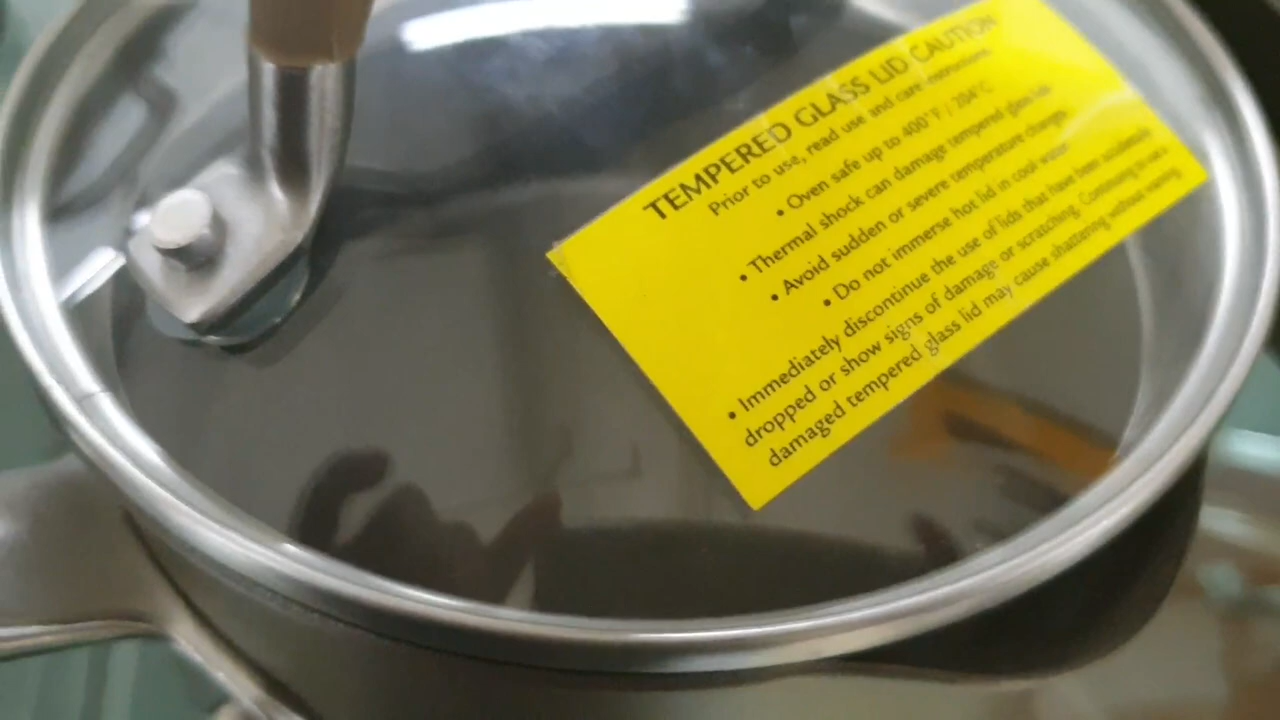 TEMPERED GLASS LID CAUTION
Prior to use, read use and care instructions.
• Oven safe up to 400°F / 204°C
• Thermal shock can damage tempered glass lids
• Avoid sudden or severe temperature changes.
• Do not immerse hot lid in cool water.
• Immediately discontinue the use of lids that have been accidentally
dropped or show signs of damage or scratching. Continuing to use a
damaged tempered glass lid may cause shattering without warning.